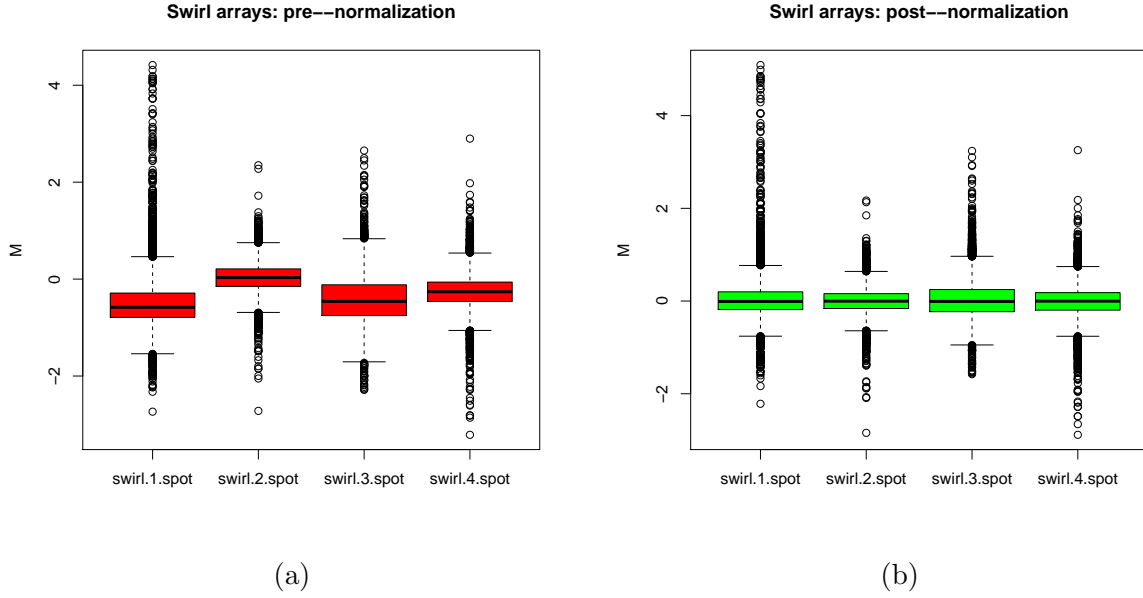 Swirl arrays: pre−−normalization
M
4
2
0
−2
swirl.1.spot swirl.2.spot swirl.3.spot swirl.4.spot
(a)
Swirl arrays: post−−normalization
M
4
2
0
−2
swirl.1.spot swirl.2.spot swirl.3.spot swirl.4.spot
(b)